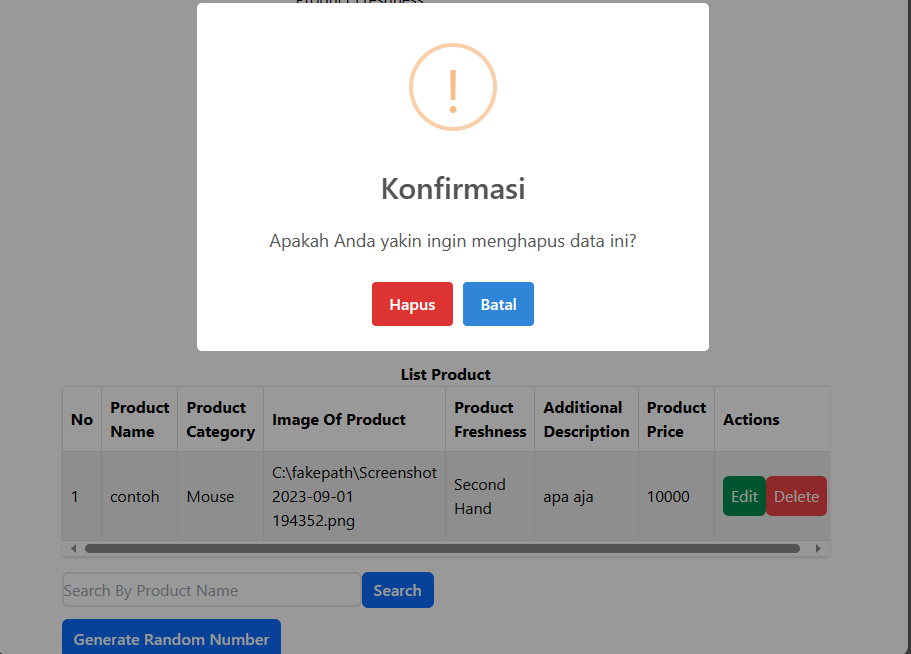 Product Freshness
!
Konfirmasi
Apakah Anda yakin ingin menghapus data ini?
Hapus Batal
List Product
No Product Name Product Category Image Of Product Product Freshness Additional Description Product Price Actions
1 contoh Mouse C:\fakepath\Screenshot 2023-09-01 194352.png Second Hand apa aja 10000 Edit Delete
Search By Product Name Search
Generate Random Number